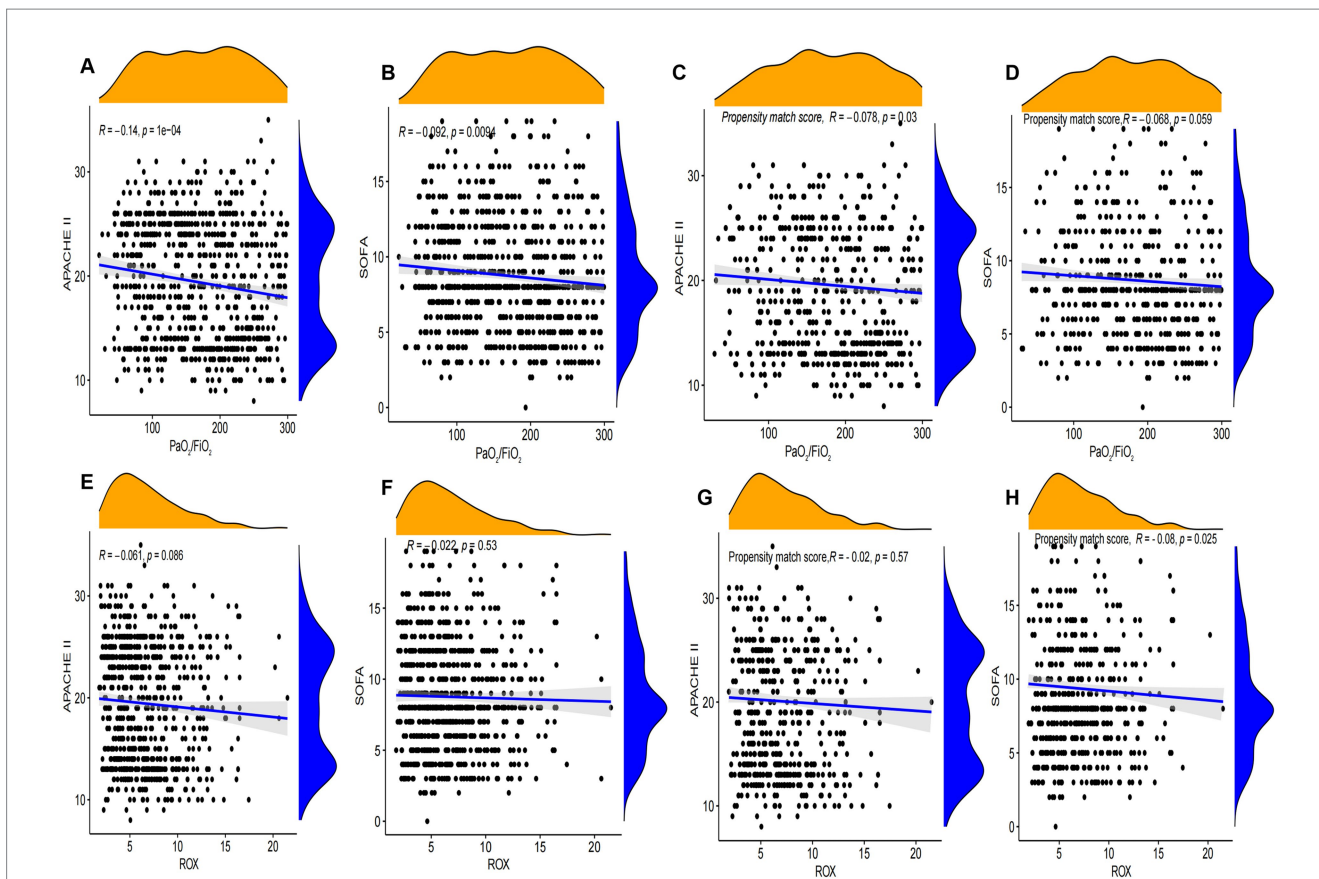 A
R = −0.14, p = 1e−04
APACHE II
30
20
10
100
200
300
PaO2/FiO2
B
R = −0.092, p = 0.0094
SOFA
15
10
5
0
100
200
300
PaO2/FiO2
C
Propensity match score, R = −0.078, p = 0.03
APACHE II
30
20
10
100
200
300
PaO2/FiO2
D
Propensity match score,R = −0.068, p = 0.059
SOFA
15
10
5
0
100
200
300
PaO2/FiO2
E
R = −0.061, p = 0.086
APACHE II
30
20
10
5
10
15
20
ROX
F
R = −0.022, p = 0.53
SOFA
15
10
5
0
5
10
15
20
ROX
G
Propensity match score,R = - 0.02, p = 0.57
APACHE II
30
20
10
5
10
15
20
ROX
H
Propensity match score, R = - 0.08, p = 0.025
SOFA
15
10
5
0
5
10
15
20
ROX